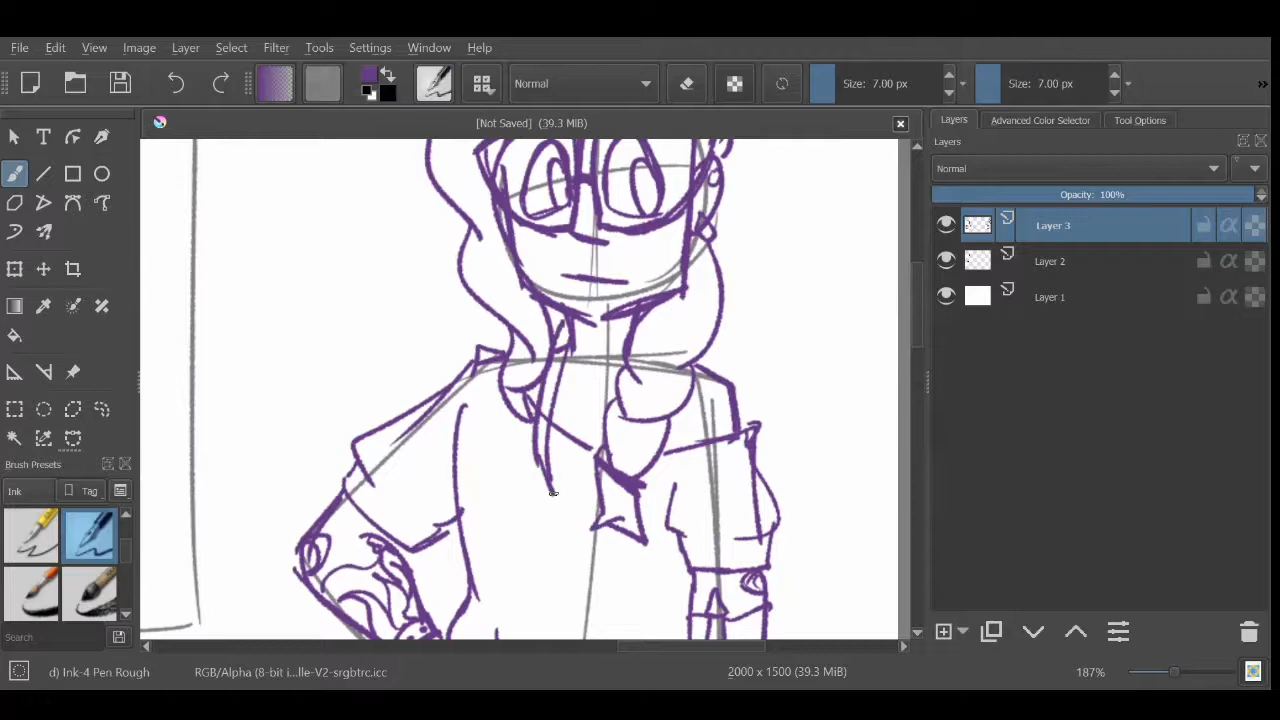 File Edit View Image Layer Select Filter Tools Settings Window Help
Normal Size: 7.00 px Size: 7.00 px »
[Not Saved] (39.3 MiB)
Layers Advanced Color Selector Tool Options
Layers
Normal
Opacity: 100%
Layer 3
Layer 2
Layer 1
Brush Presets
Ink Tag
Search
d) Ink-4 Pen Rough RGB/Alpha (8-bit i...lle-V2-srgbtrc.icc 2000 x 1500 (39.3 MiB) 187%